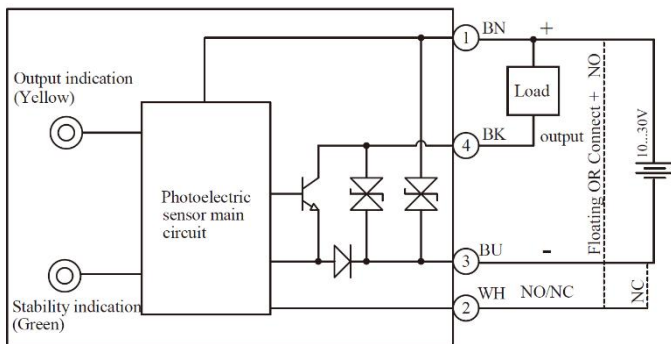 1 BN +
Output indication
(Yellow)
Load
4 BK output
Photoelectric
sensor main
circuit
Floating OR Connect + NO
10...30V
3 BU -
Stability indication
(Green)
2 WH NO/NC
NC